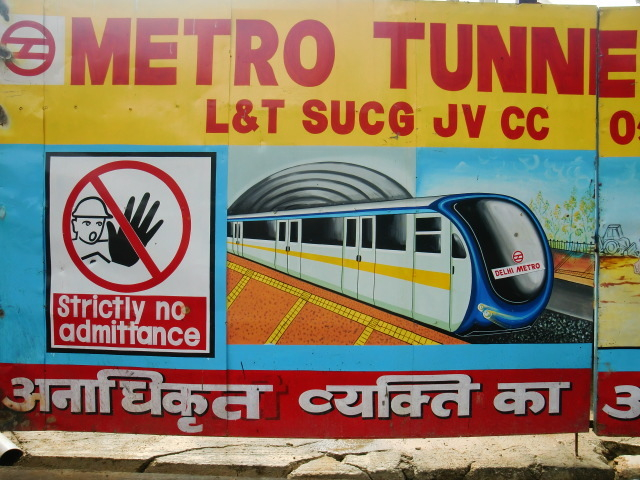 METRO TUNNE
L&T SUCG JV CC
DELHI METRO
Strictly no
admittance
अनाधिकृत व्यक्ति का